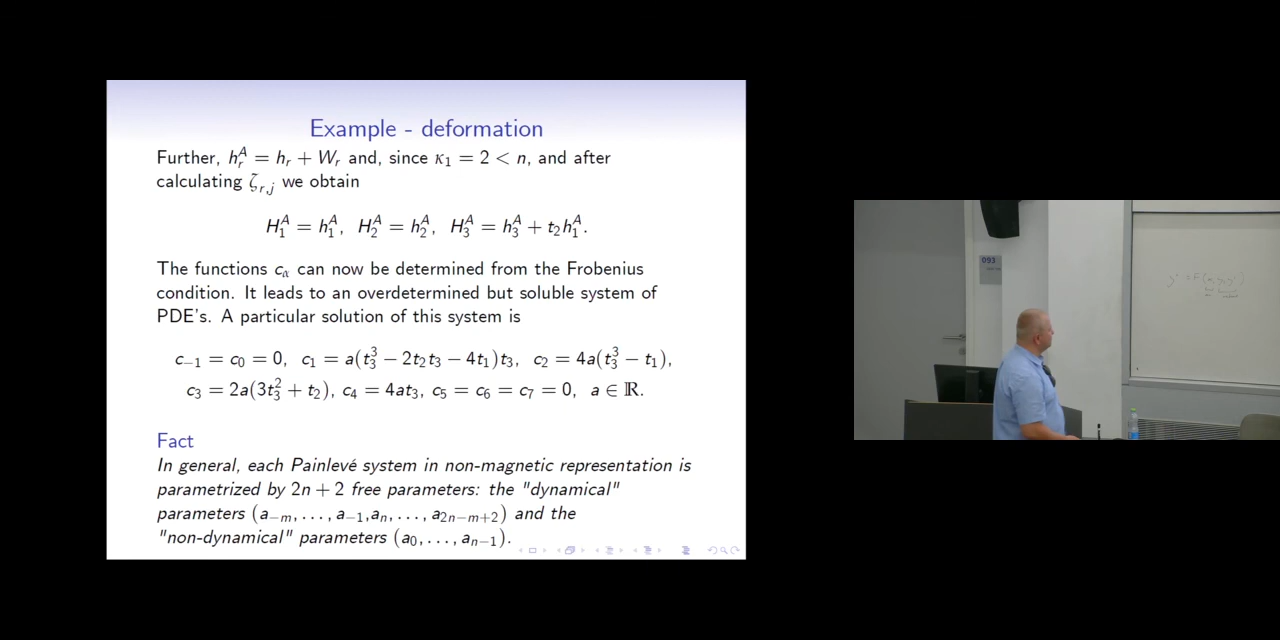 Example - deformation
Further, h_r^A = h_r + W_r and, since κ_1 = 2 < n, and after
calculating ζ_{r,j} we obtain
H_1^A = h_1^A, H_2^A = h_2^A, H_3^A = h_3^A + t_2 h_1^A.
The functions c_α can now be determined from the Frobenius
condition. It leads to an overdetermined but soluble system of
PDE's. A particular solution of this system is
c_{-1} = c_0 = 0, c_1 = a(t_3^3 − 2t_2t_3 − 4t_1)t_3, c_2 = 4a(t_3^3 − t_1),
c_3 = 2a(3t_3^2 + t_2), c_4 = 4at_3, c_5 = c_6 = c_7 = 0, a ∈ ℝ.
Fact
In general, each Painlevé system in non-magnetic representation is
parametrized by 2n + 2 free parameters: the "dynamical"
parameters (a_{−m}, . . . , a_{−1}, a_n, . . . , a_{2n−m+2}) and the
"non-dynamical" parameters (a_0, . . . , a_{n−1}).
093